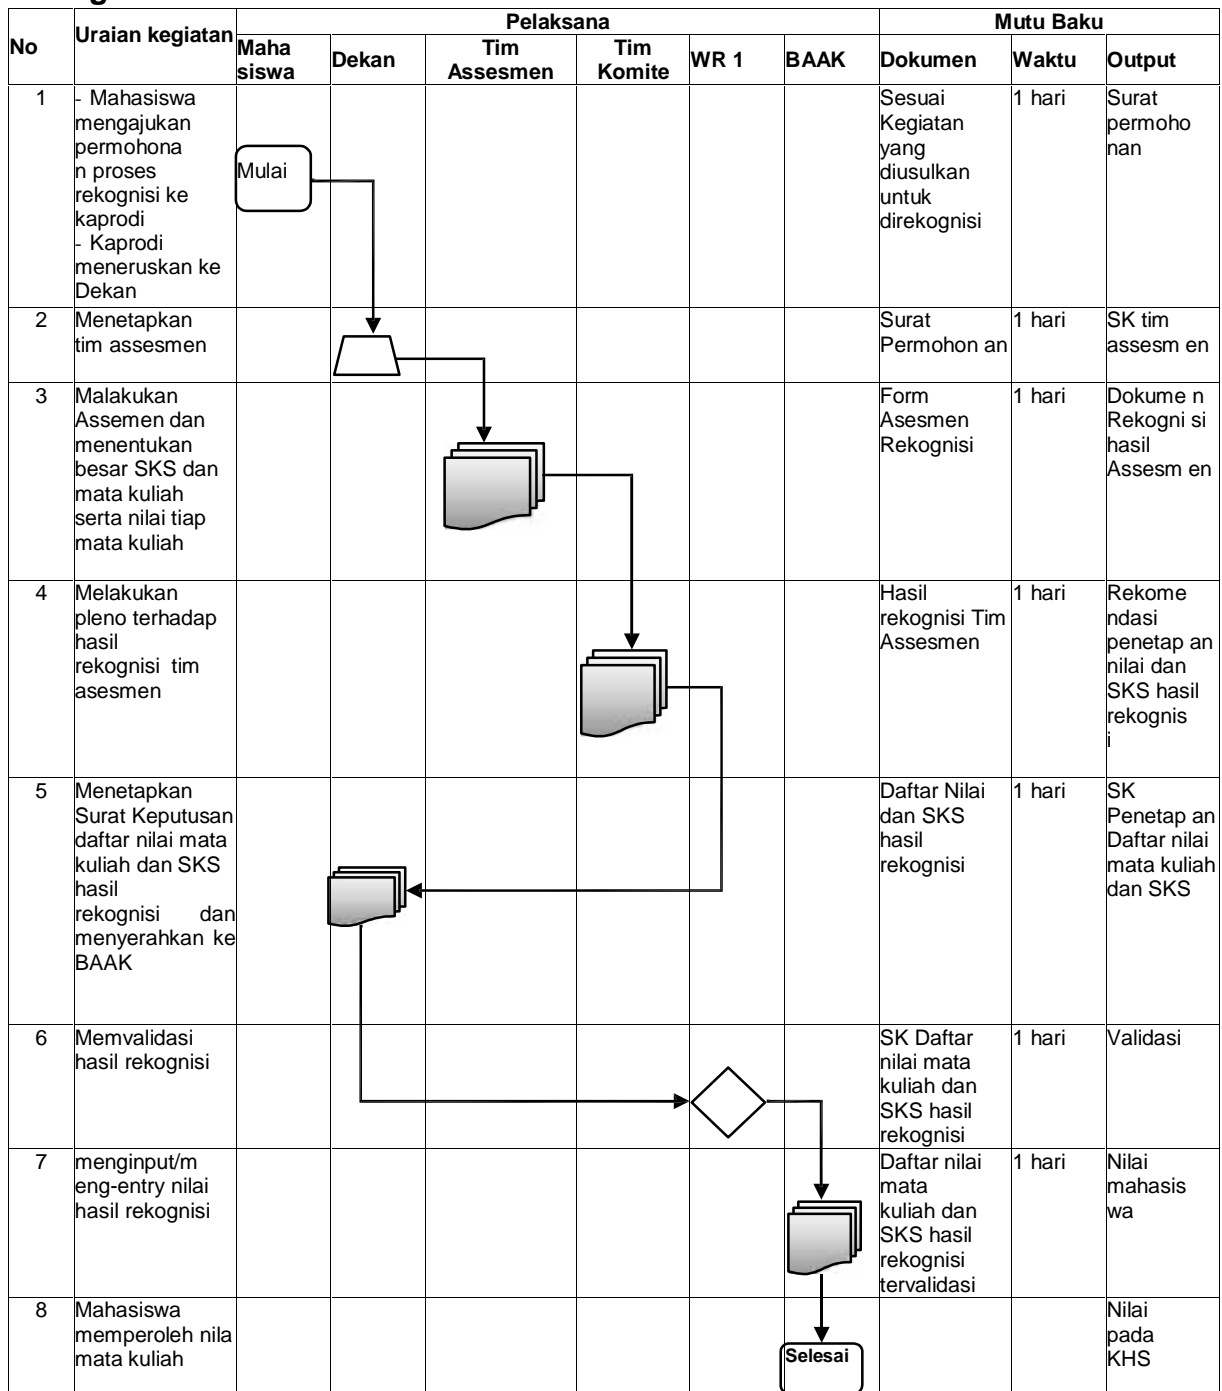 Pelaksana
Mutu Baku
No
Uraian kegiatan
Maha
siswa
Dekan
Tim
Assesmen
Tim
Komite
WR 1
BAAK
Dokumen
Waktu
Output
1
- Mahasiswa
mengajukan
permohona
n proses
rekognisi ke
kaprodi
- Kaprodi
meneruskan ke
Dekan
Mulai
Sesuai
Kegiatan
yang
diusulkan
untuk
direkognisi
1 hari
Surat
permoho
nan
2
Menetapkan
tim assesmen
Surat
Permohon an
1 hari
SK tim
assesm en
3
Malakukan
Assemen dan
menentukan
besar SKS dan
mata kuliah
serta nilai tiap
mata kuliah
Form
Asesmen
Rekognisi
1 hari
Dokume n
Rekogni si
hasil
Assesm en
4
Melakukan
pleno terhadap
hasil
rekognisi tim
asesmen
Hasil
rekognisi Tim
Assesmen
1 hari
Rekome
ndasi
penetap an
nilai dan
SKS hasil
rekognis
i
5
Menetapkan
Surat Keputusan
daftar nilai mata
kuliah dan SKS
hasil
rekognisi dan
menyerahkan ke
BAAK
Daftar Nilai
dan SKS
hasil
rekognisi
1 hari
SK
Penetap an
Daftar nilai
mata kuliah
dan SKS
6
Memvalidasi
hasil rekognisi
SK Daftar
nilai mata
kuliah dan
SKS hasil
rekognisi
1 hari
Validasi
7
menginput/m
eng-entry nilai
hasil rekognisi
Daftar nilai
mata
kuliah dan
SKS hasil
rekognisi
tervalidasi
1 hari
Nilai
mahasis
wa
8
Mahasiswa
memperoleh nila
mata kuliah
Selesai
Nilai
pada
KHS